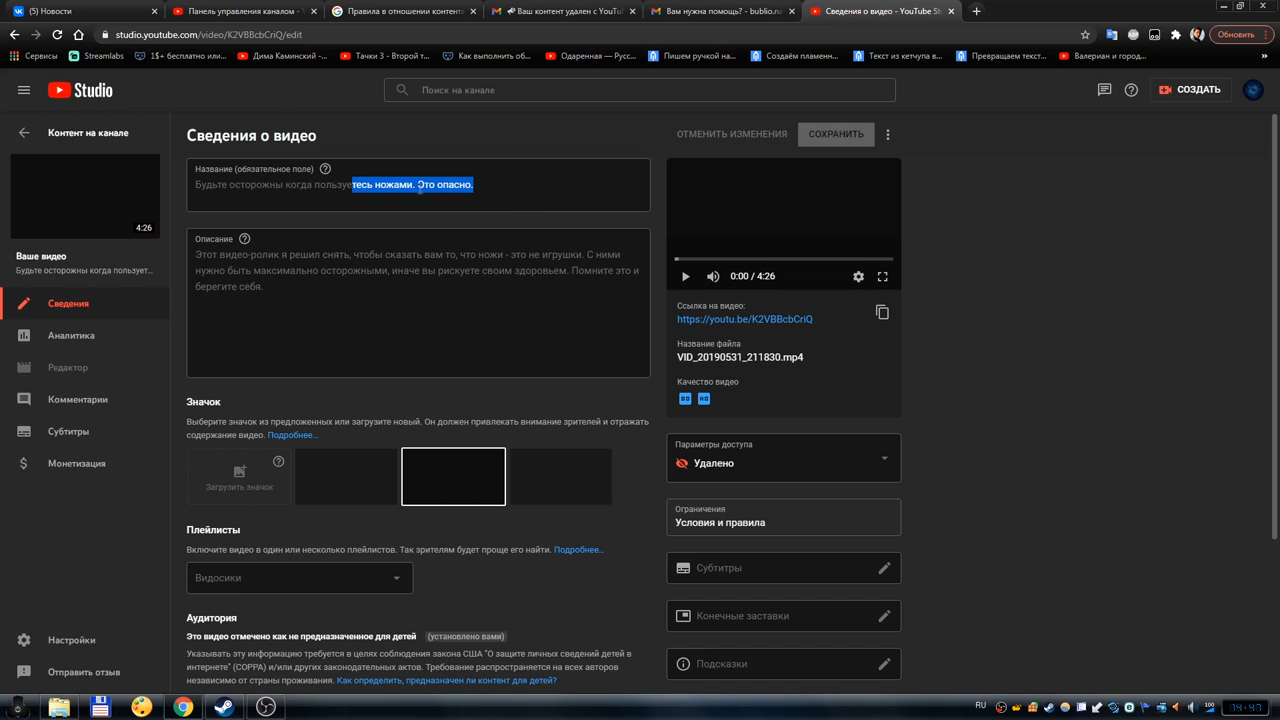 (5) Новости
Панель управления каналом -
Правила в отношении контента
Ваш контент удален с YouTube
Вам нужна помощь? - bublio.na
Сведения о видео - YouTube St
studio.youtube.com/video/K2VBBcbCriQ/edit
Обновить
Сервисы
Streamlabs
1$+ бесплатно или...
Дима Каминский -...
Тачки 3 - Второй т...
Как выполнить об...
Одаренная — Русс...
Пишем ручкой на...
Создаём пламенн...
Текст из кетчупа в...
Превращаем текс...
Валериан и город...
»
Studio
Поиск на канале
СОЗДАТЬ
Контент на канале
4:26
Ваше видео
Будьте осторожны когда пользует...
Сведения
Аналитика
Редактор
Комментарии
Субтитры
Монетизация
Настройки
Отправить отзыв
Сведения о видео
ОТМЕНИТЬ ИЗМЕНЕНИЯ
СОХРАНИТЬ
Название (обязательное поле)
Будьте осторожны когда пользуетесь ножами. Это опасно.
Описание
Этот видео-ролик я решил снять, чтобы сказать вам то, что ножи - это не игрушки. С ними
нужно быть максимально осторожными, иначе вы рискуете своим здоровьем. Помните это и
берегите себя.
Значок
Выберите значок из предложенных или загрузите новый. Он должен привлекать внимание зрителей и отражать
содержание видео. Подробнее...
Загрузить значок
Плейлисты
Включите видео в один или несколько плейлистов. Так зрителям будет проще его найти. Подробнее...
Видосики
Аудитория
Это видео отмечено как не предназначенное для детей (установлено вами)
Указывать эту информацию требуется в целях соблюдения закона США "О защите личных сведений детей в
интернете" (COPPA) и/или других законодательных актов. Требование распространяется на всех авторов
независимо от страны проживания. Как определить, предназначен ли контент для детей?
0:00 / 4:26
Ссылка на видео:
https://youtu.be/K2VBBcbCriQ
Название файла
VID_20190531_211830.mp4
Качество видео
SD HD
Параметры доступа
Удалено
Ограничения
Условия и правила
Субтитры
Конечные заставки
Подсказки
RU
100
14:47